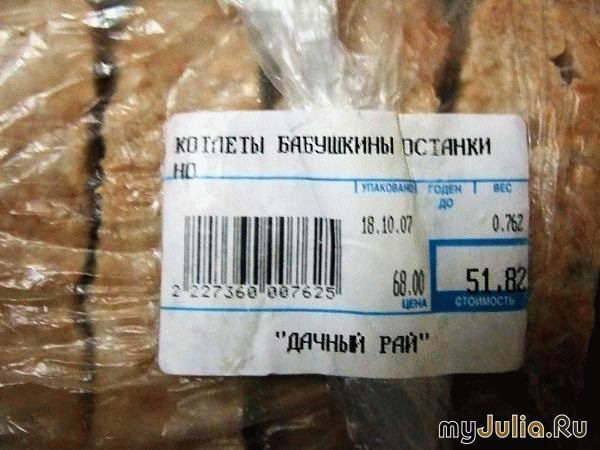 КОТЛЕТЫ БАБУШКИНЫ ОСТАНКИ
НО
УПАКОВАНО ГОДЕН ДО ВЕС
18.10.07 0.762
68.00 51.82
ЦЕНА СТОИМОСТЬ
2 227360 007625
"ДАЧНЫЙ РАЙ"
myJulia.Ru